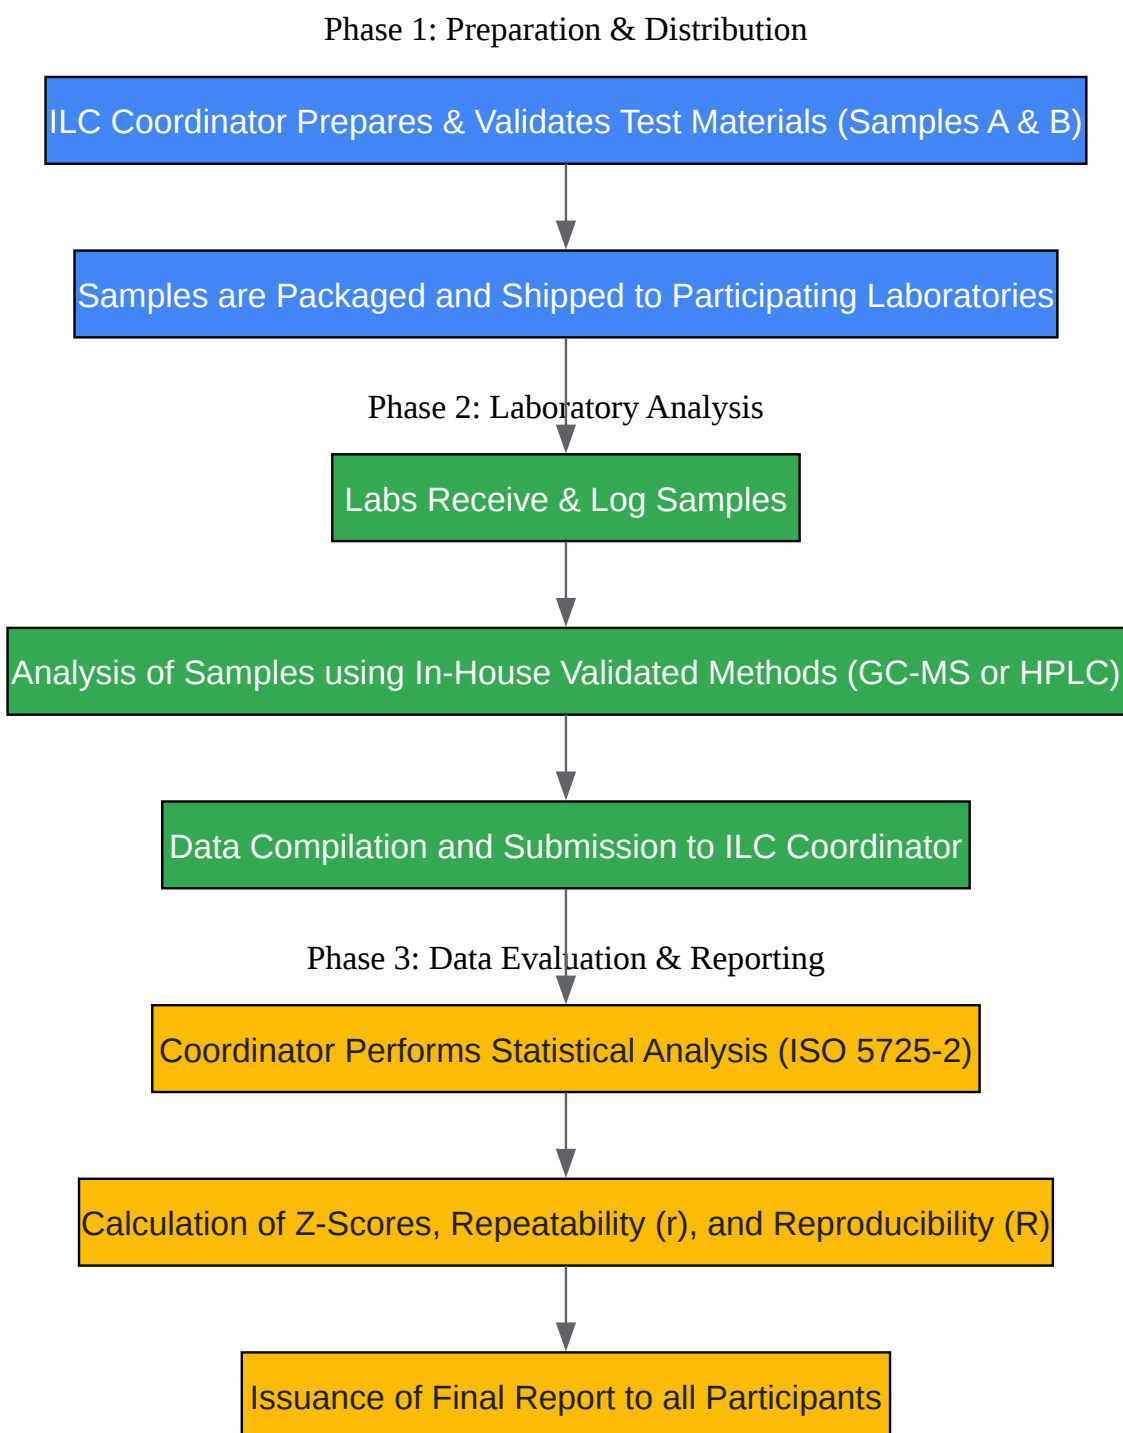 Phase 1: Preparation & Distribution
ILC Coordinator Prepares & Validates Test Materials (Samples A & B)
Samples are Packaged and Shipped to Participating Laboratories
Phase 2: Laboratory Analysis
Labs Receive & Log Samples
Analysis of Samples using In-House Validated Methods (GC-MS or HPLC)
Data Compilation and Submission to ILC Coordinator
Phase 3: Data Evaluation & Reporting
Coordinator Performs Statistical Analysis (ISO 5725-2)
Calculation of Z-Scores, Repeatability (r), and Reproducibility (R)
Issuance of Final Report to all Participants